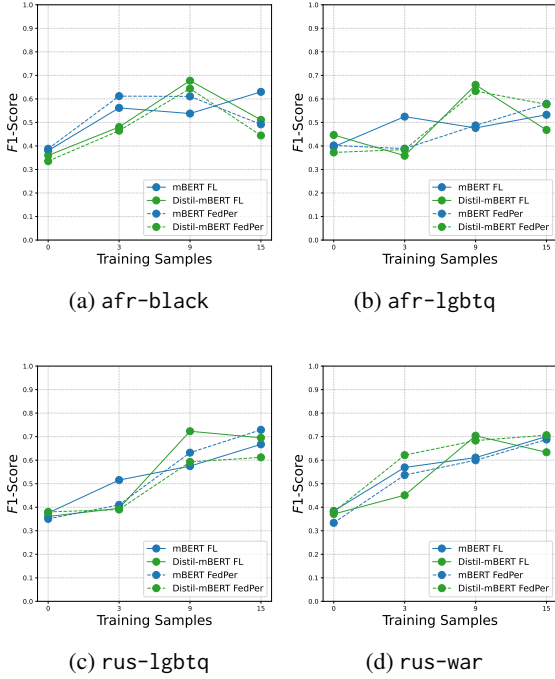 1.0
0.9
0.8
0.7
0.6
0.5
0.4
0.3
0.2
0.1
0.0
F1-Score
mBERT FL
Distil-mBERT FL
mBERT FedPer
Distil-mBERT FedPer
0 3 9 15
Training Samples
(a) afr-black
1.0
0.9
0.8
0.7
0.6
0.5
0.4
0.3
0.2
0.1
0.0
F1-Score
mBERT FL
Distil-mBERT FL
mBERT FedPer
Distil-mBERT FedPer
0 3 9 15
Training Samples
(b) afr-lgbtq
1.0
0.9
0.8
0.7
0.6
0.5
0.4
0.3
0.2
0.1
0.0
F1-Score
mBERT FL
Distil-mBERT FL
mBERT FedPer
Distil-mBERT FedPer
0 3 9 15
Training Samples
(c) rus-lgbtq
1.0
0.9
0.8
0.7
0.6
0.5
0.4
0.3
0.2
0.1
0.0
F1-Score
mBERT FL
Distil-mBERT FL
mBERT FedPer
Distil-mBERT FedPer
0 3 9 15
Training Samples
(d) rus-war